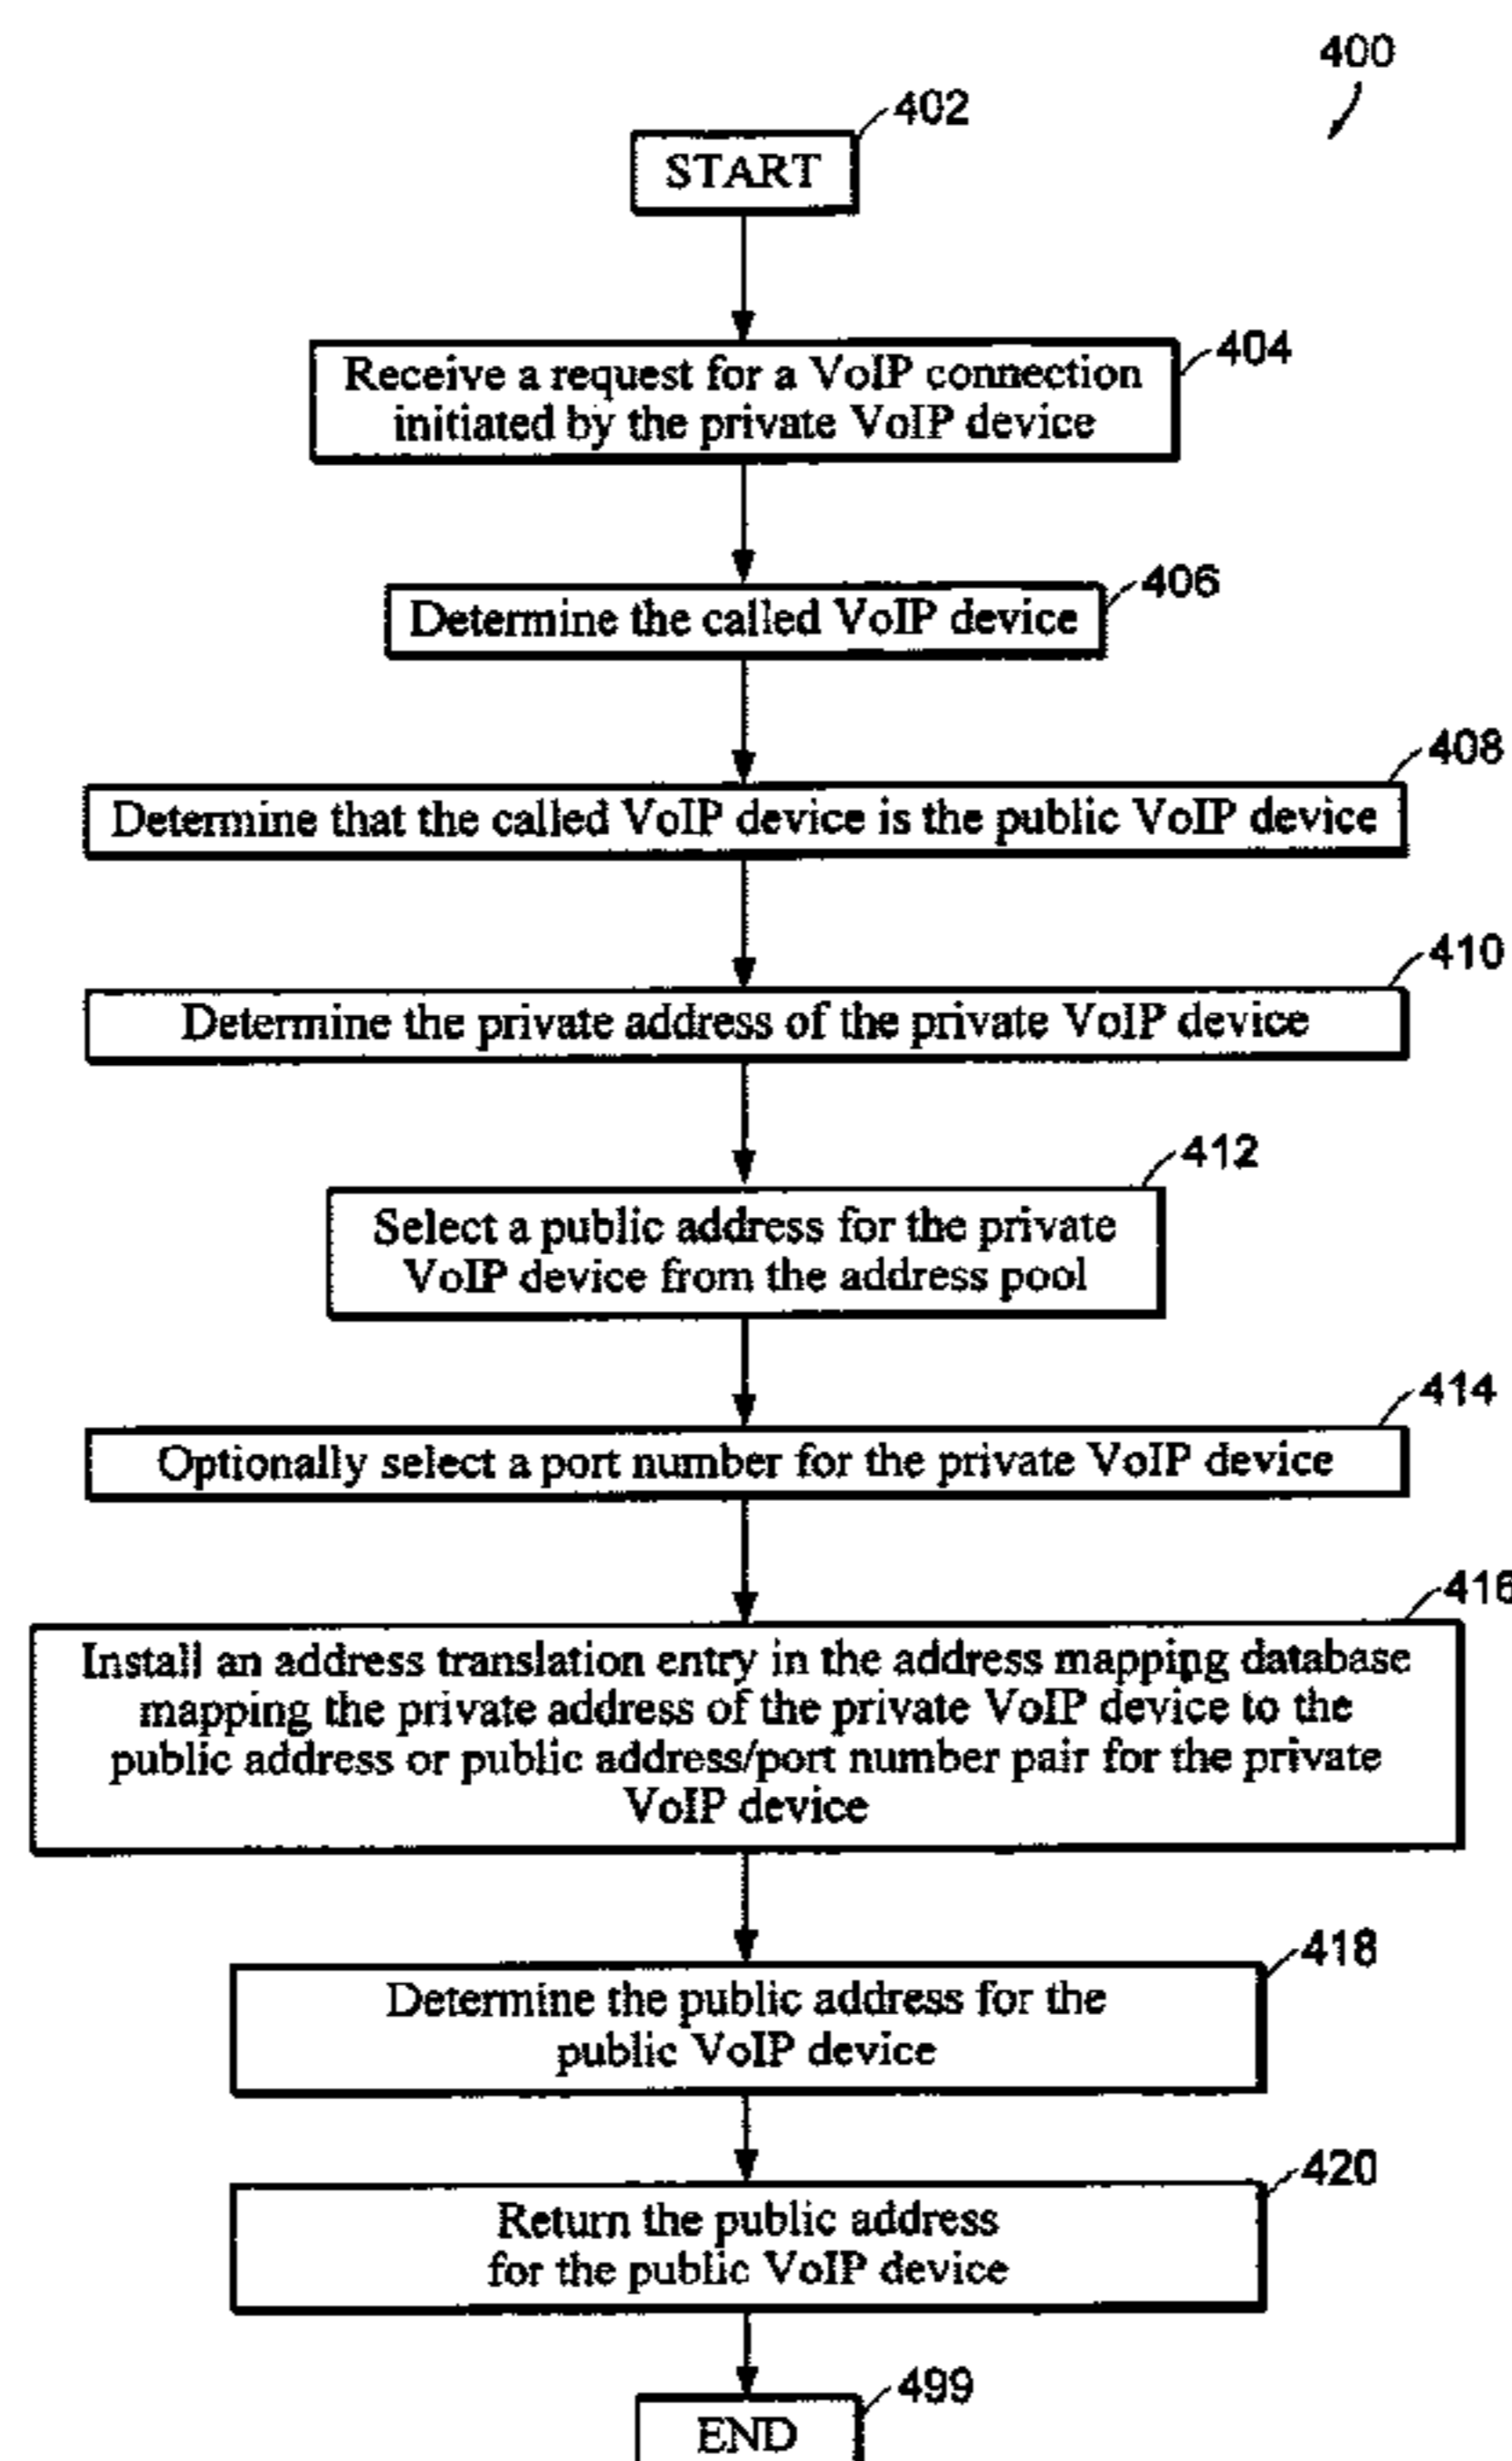 400
402
START
404
Receive a request for a VoIP connection
initiated by the private VoIP device
406
Determine the called VoIP device
408
Determine that the called VoIP device is the public VoIP device
410
Determine the private address of the private VoIP device
412
Select a public address for the private
VoIP device from the address pool
414
Optionally select a port number for the private VoIP device
416
Install an address translation entry in the address mapping database
mapping the private address of the private VoIP device to the
public address or public address/port number pair for the private
VoIP device
418
Determine the public address for the
public VoIP device
420
Return the public address
for the public VoIP device
499
END